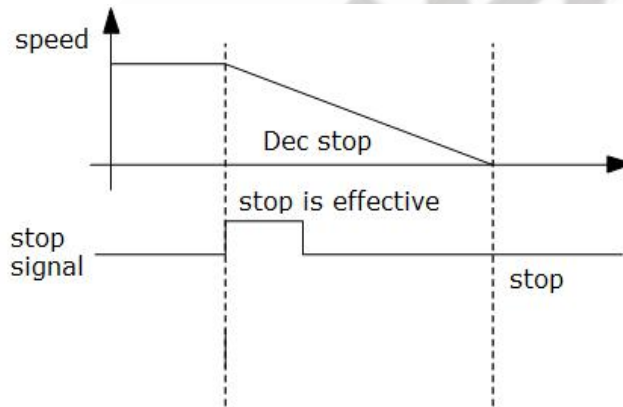 speed
Dec stop
stop is effective
stop
signal
stop